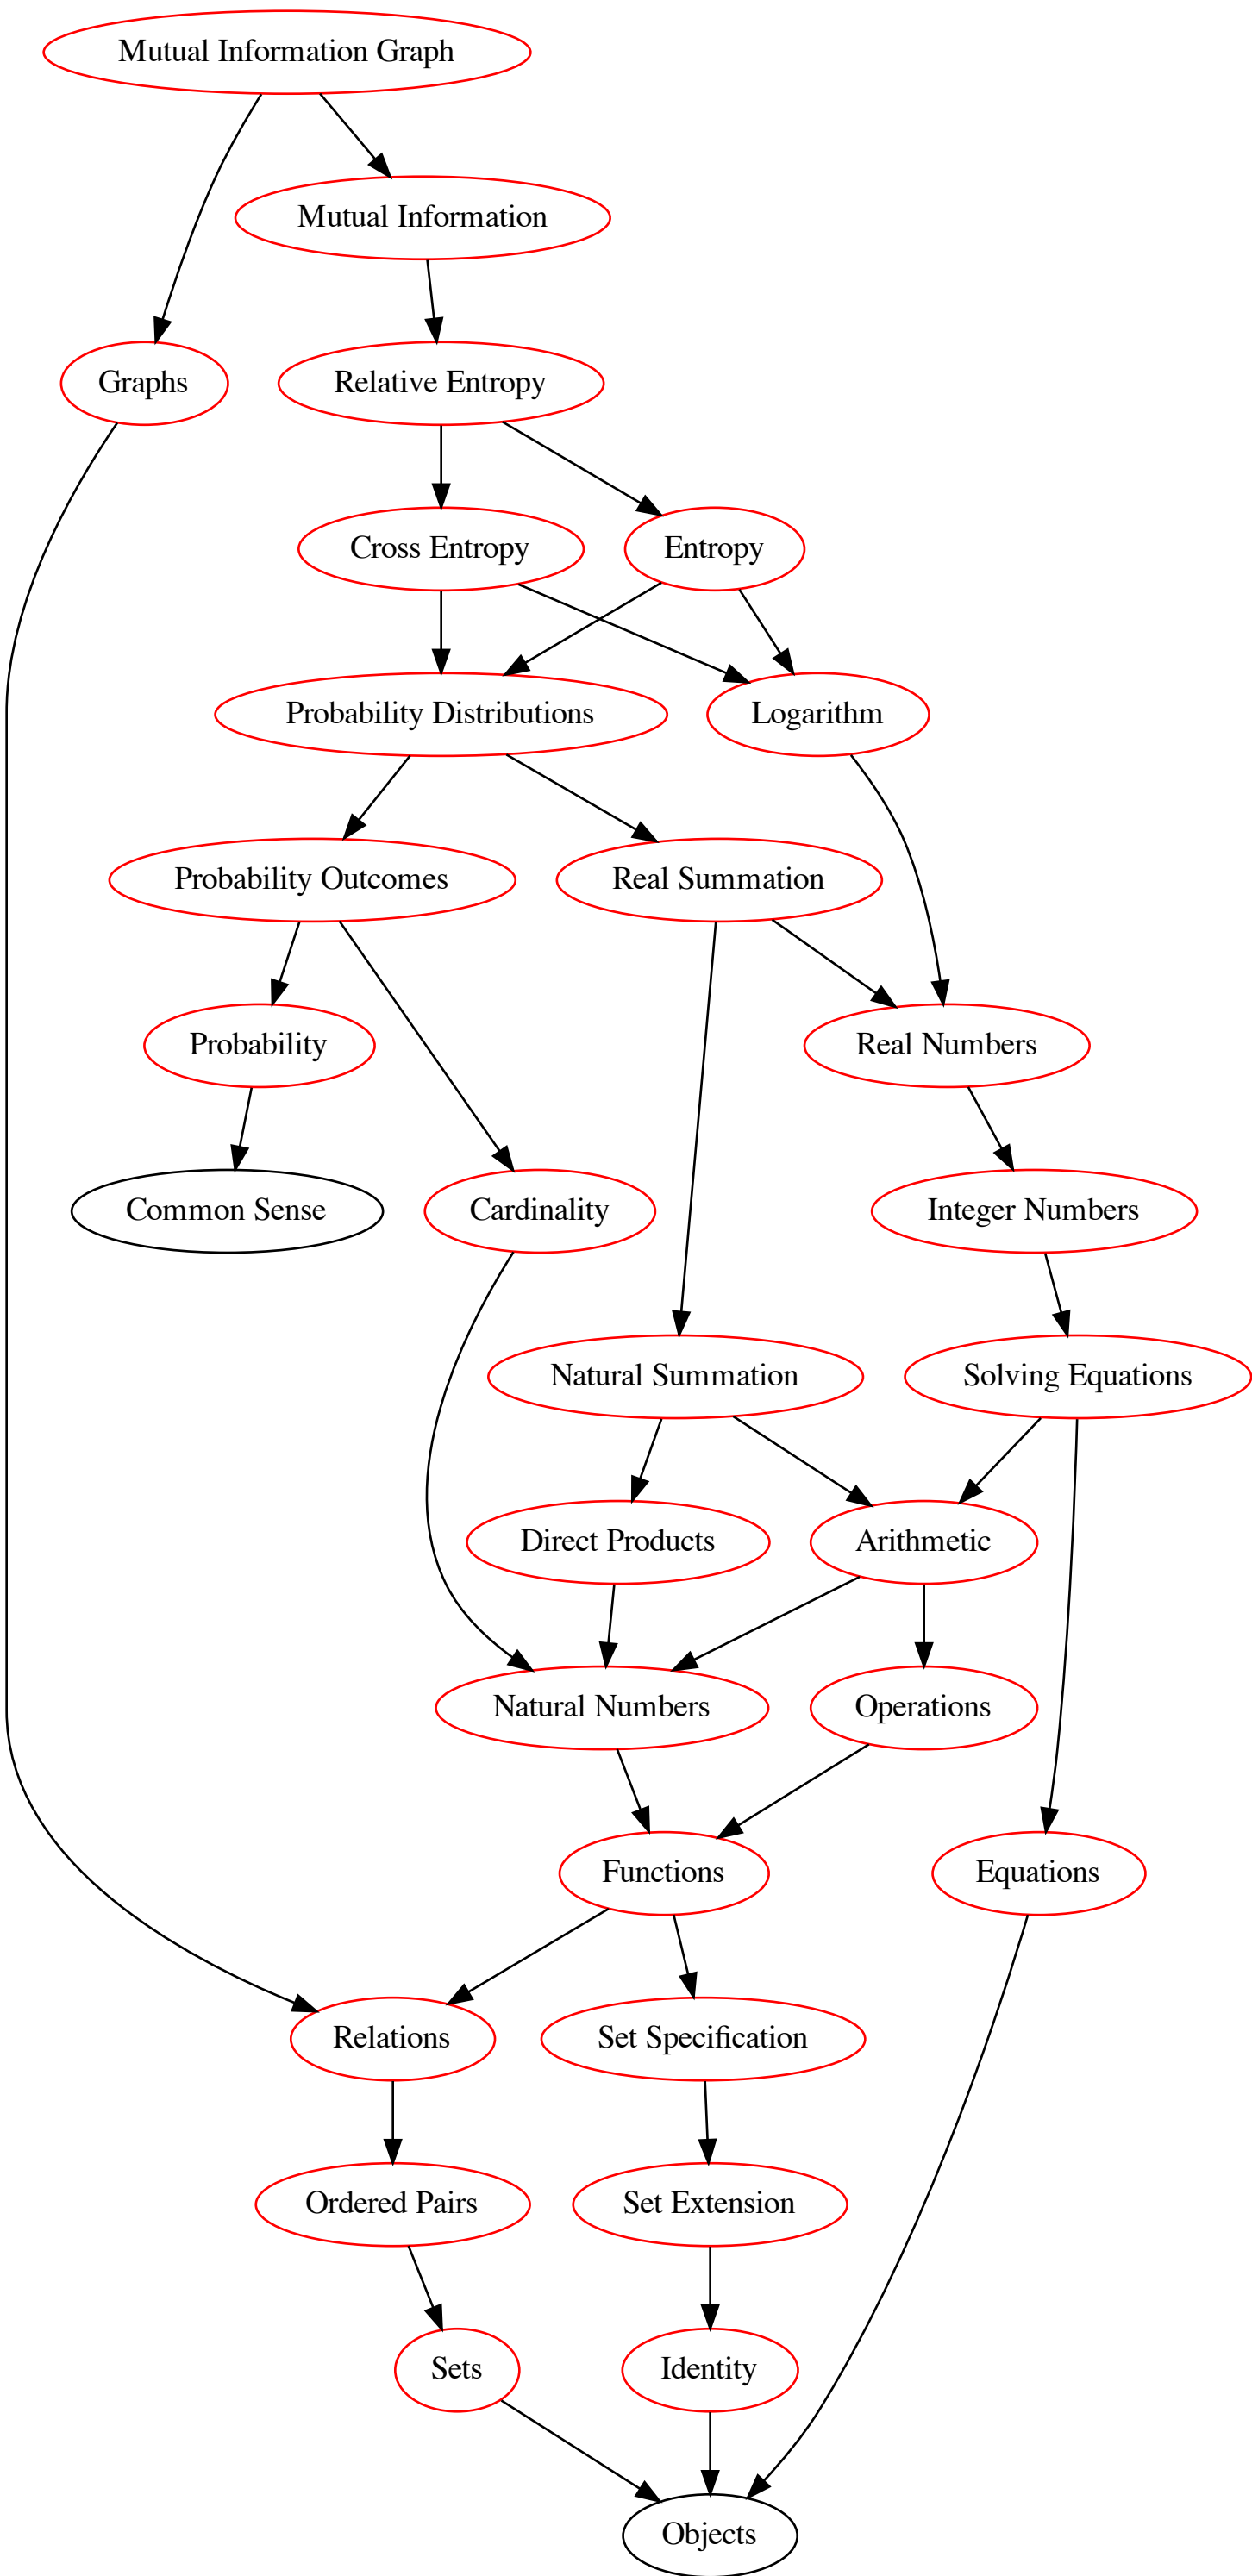 Mutual Information Graph
Mutual Information
Graphs
Relative Entropy
Cross Entropy
Entropy
Probability Distributions
Logarithm
Probability Outcomes
Real Summation
Probability
Real Numbers
Common Sense
Cardinality
Integer Numbers
Natural Summation
Solving Equations
Direct Products
Arithmetic
Natural Numbers
Operations
Functions
Equations
Relations
Set Specification
Ordered Pairs
Set Extension
Sets
Identity
Objects